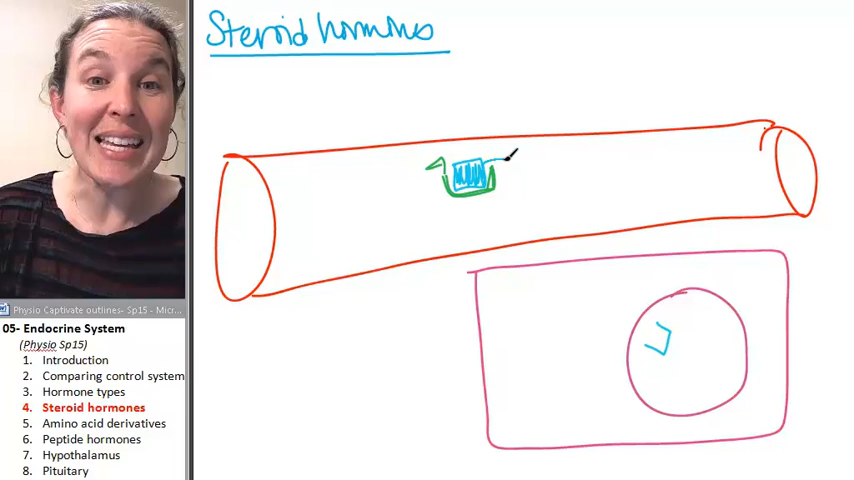 Steroid hormones
Physio Captivate outlines- Sp15 - Micr...
05- Endocrine System
(Physio Sp15)
1. Introduction
2. Comparing control system
3. Hormone types
4. Steroid hormones
5. Amino acid derivatives
6. Peptide hormones
7. Hypothalamus
8. Pituitary